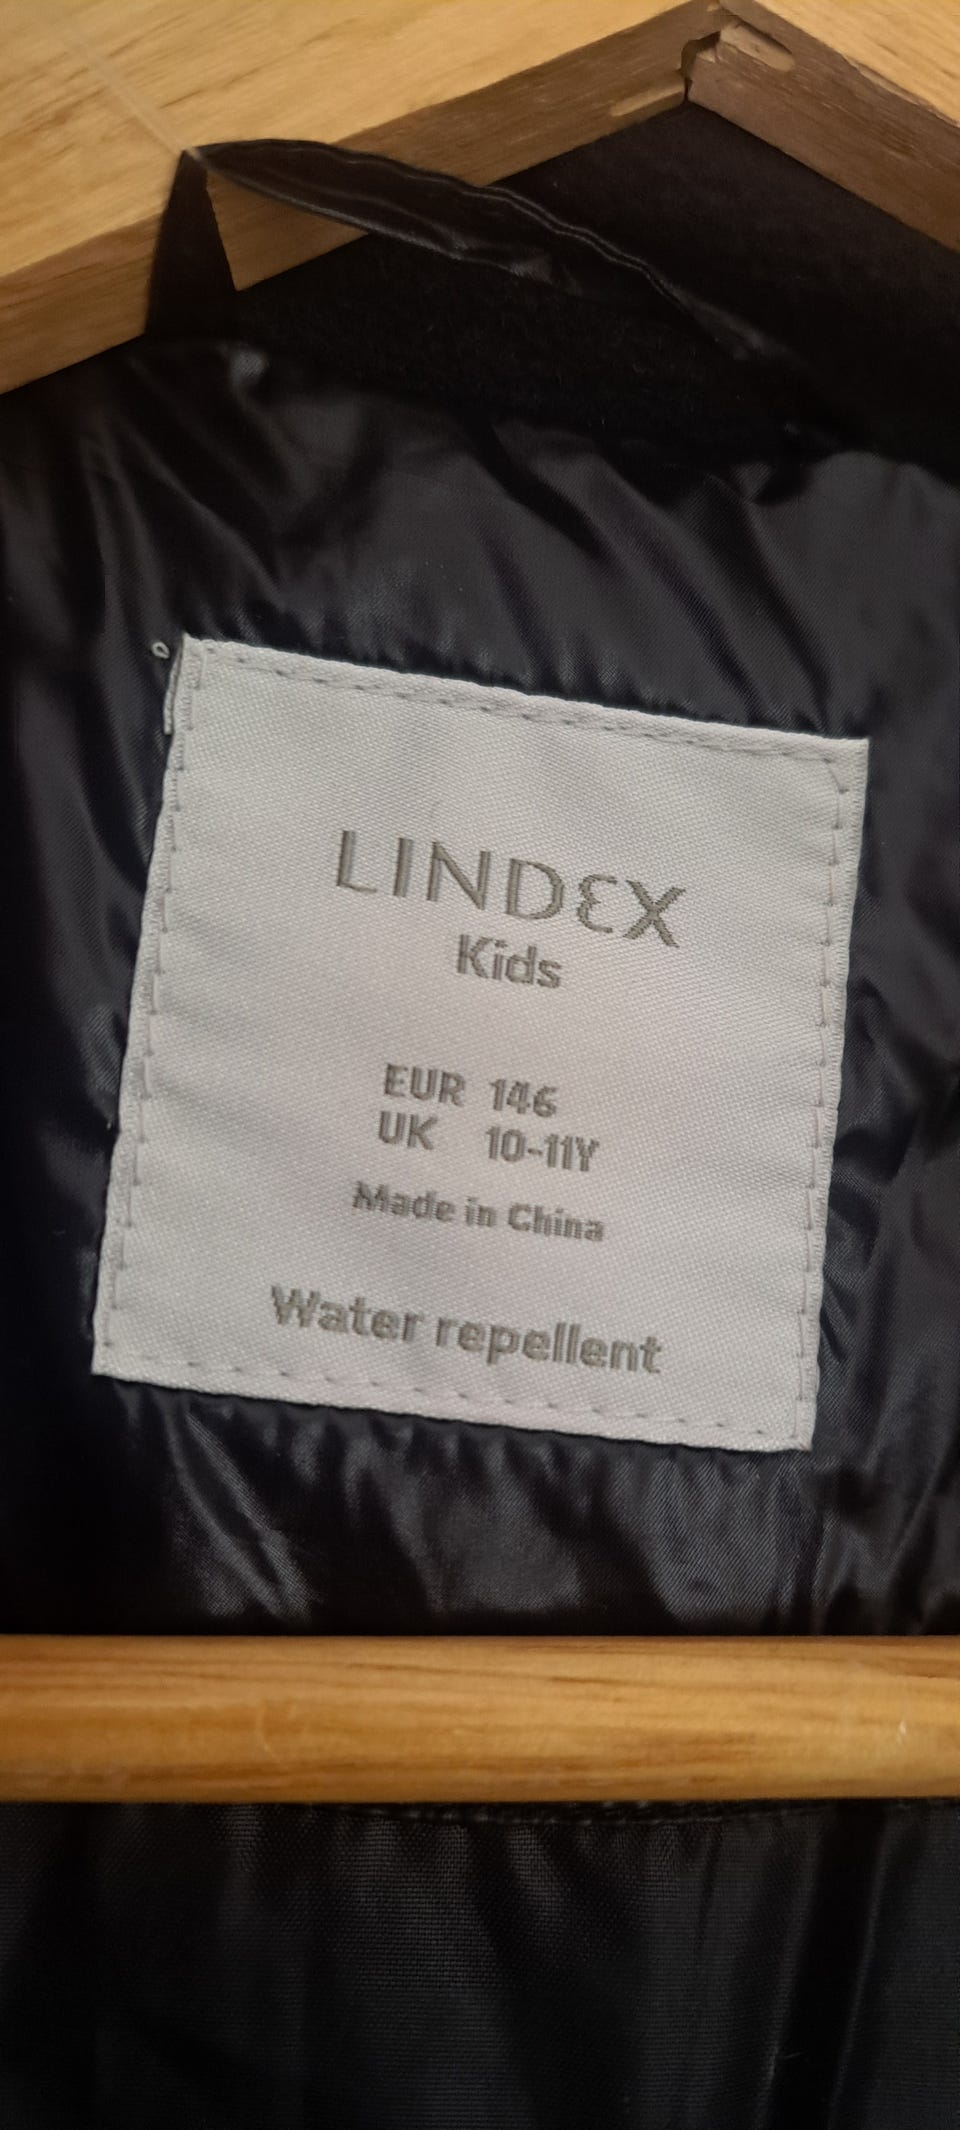 LINDEX
Kids
EUR 146
UK 10-11Y
Made in China
Water repellent